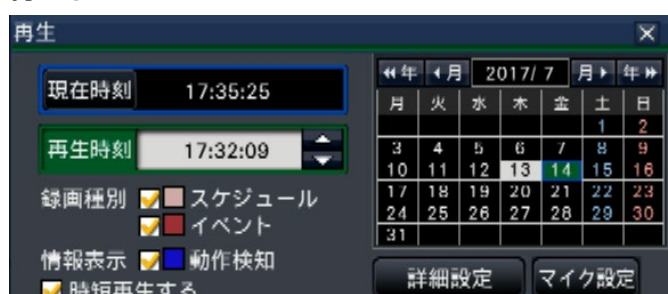 再生
現在時刻 17:35:25
再生時刻 17:32:09
録画種別 スケジュール
イベント
情報表示 動作検知
時短再生する
年 月 2017/ 7 月 年
月 火 水 木 金 土 日
1 2
3 4 5 6 7 8 9
10 11 12 13 14 15 16
17 18 19 20 21 22 23
24 25 26 27 28 29 30
31
詳細設定 マイク設定